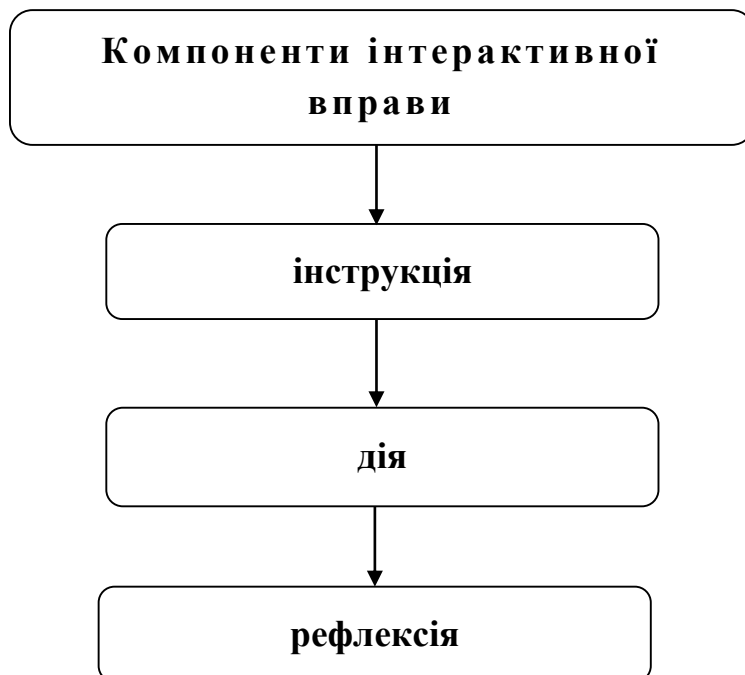 Компоненти інтерактивної
вправи
інструкція
дія
рефлексія